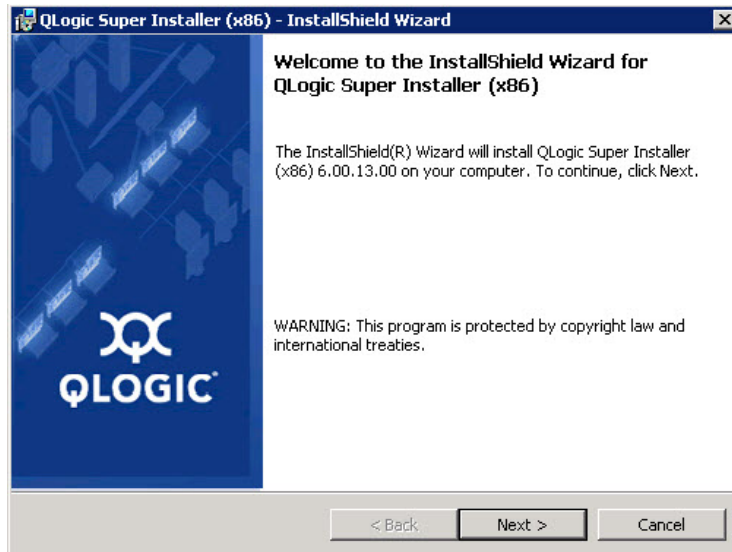 QLogic Super Installer (x86) - InstallShield Wizard
Welcome to the InstallShield Wizard for
QLogic Super Installer (x86)
The InstallShield(R) Wizard will install QLogic Super Installer
(x86) 6.00.13.00 on your computer. To continue, click Next.
WARNING: This program is protected by copyright law and
international treaties.
QLOGIC
< Back
Next >
Cancel